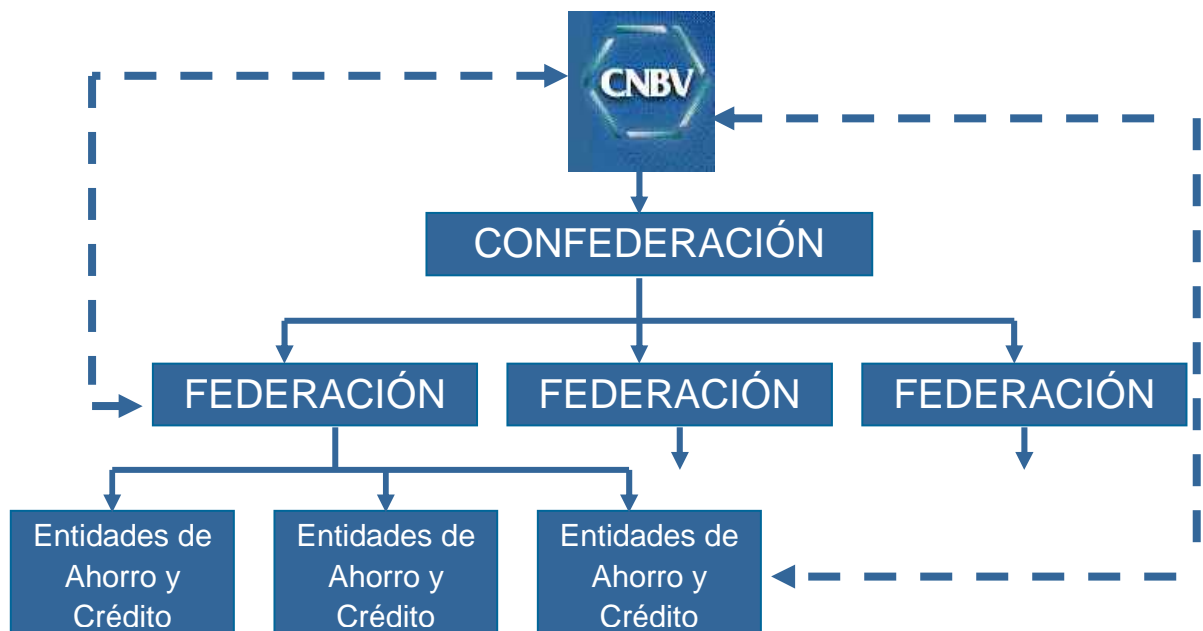 CNBV
CONFEDERACIÓN
FEDERACIÓN
FEDERACIÓN
FEDERACIÓN
Entidades de
Ahorro y
Crédito
Entidades de
Ahorro y
Crédito
Entidades de
Ahorro y
Crédito